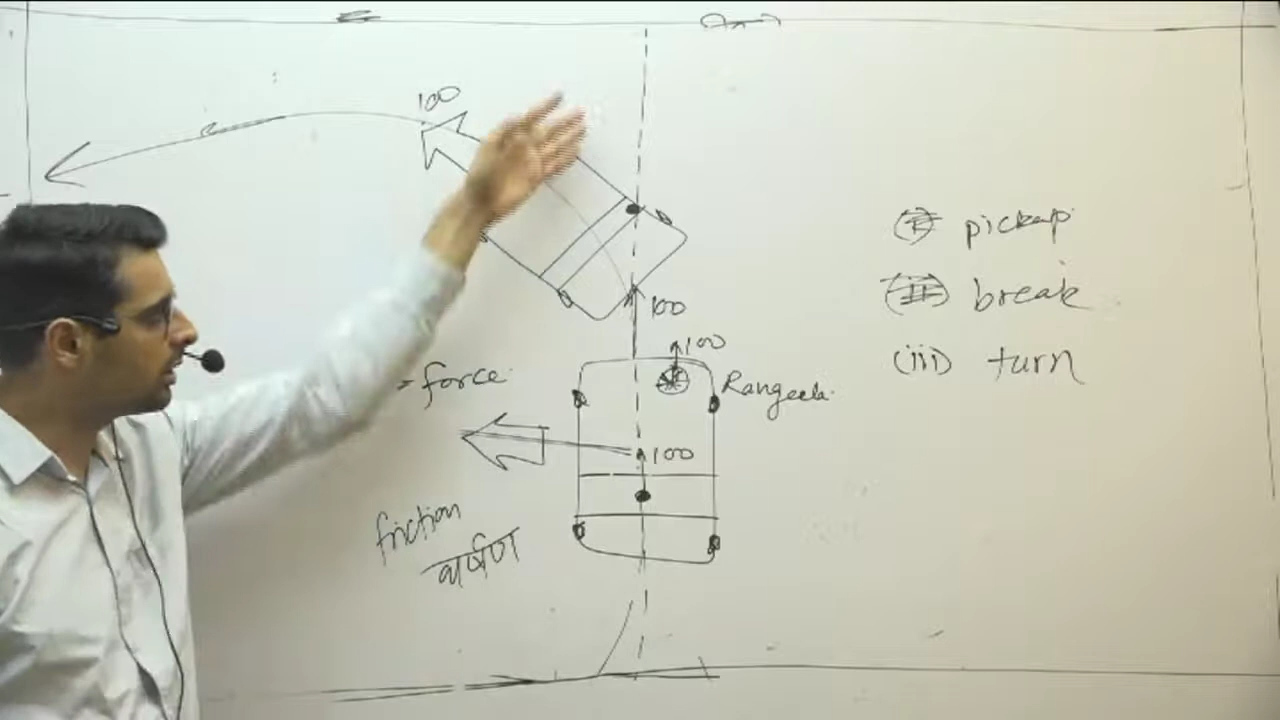 100
(i) pickup
(ii) break
100
100
(iii) turn
force
Rangeela
100
friction
घर्षण